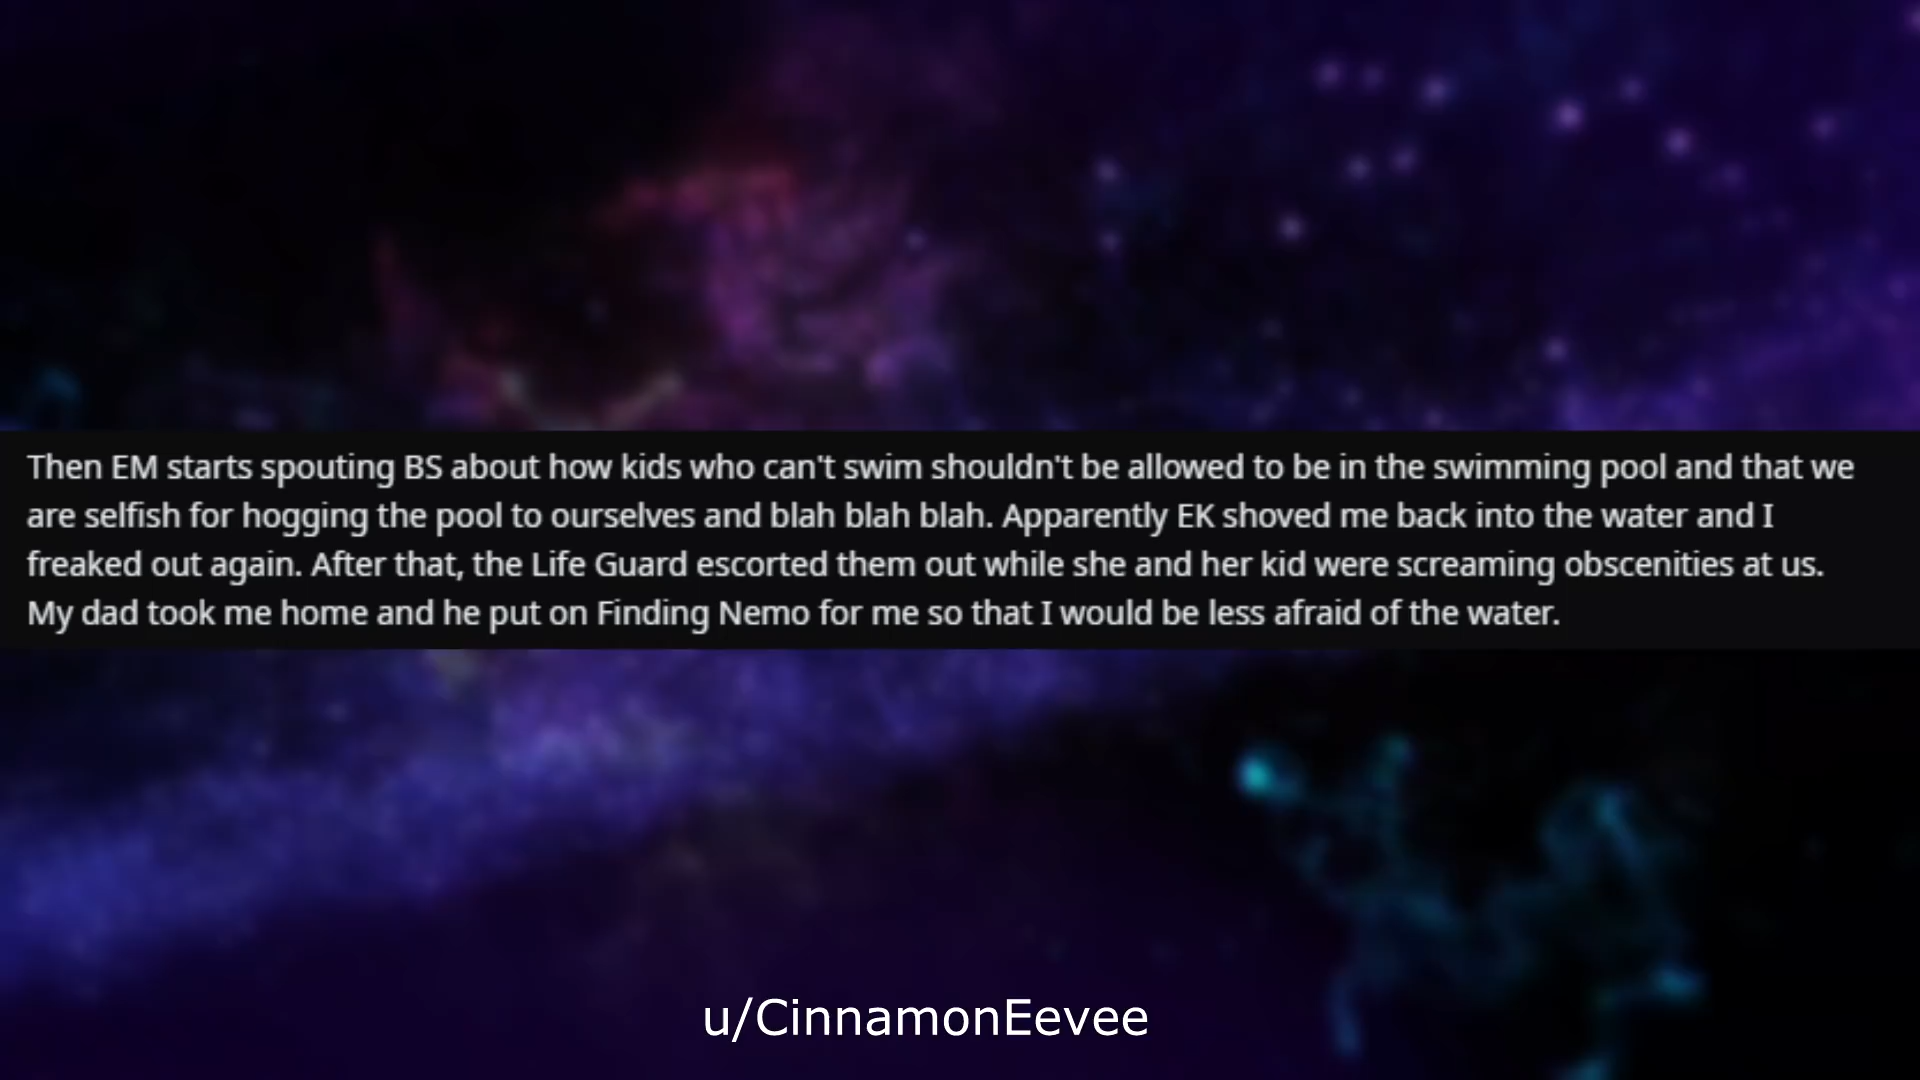 Then EM starts spouting BS about how kids who can't swim shouldn't be allowed to be in the swimming pool and that we
are selfish for hogging the pool to ourselves and blah blah blah. Apparently EK shoved me back into the water and I
freaked out again. After that, the Life Guard escorted them out while she and her kid were screaming obscenities at us.
My dad took me home and he put on Finding Nemo for me so that I would be less afraid of the water.
u/CinnamonEevee